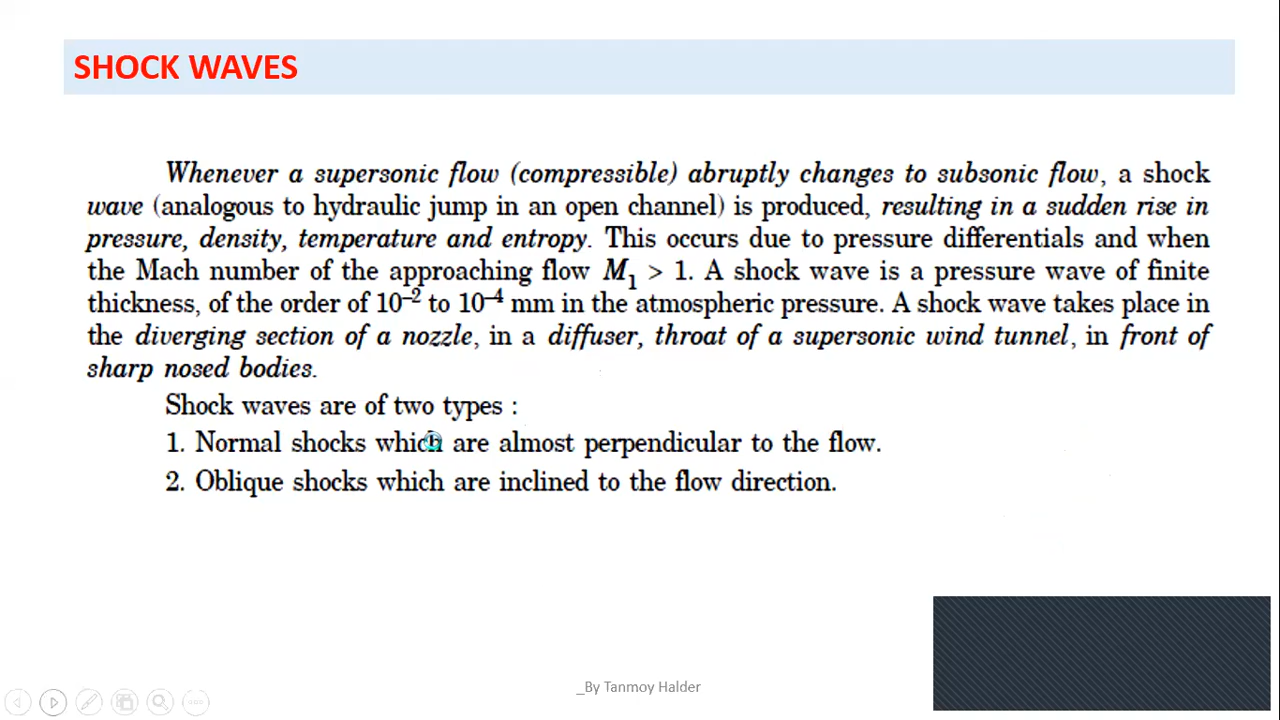 SHOCK WAVES
Whenever a supersonic flow (compressible) abruptly changes to subsonic flow, a shock
wave (analogous to hydraulic jump in an open channel) is produced, resulting in a sudden rise in
pressure, density, temperature and entropy. This occurs due to pressure differentials and when
the Mach number of the approaching flow M₁ > 1. A shock wave is a pressure wave of finite
thickness, of the order of 10⁻² to 10⁻⁴ mm in the atmospheric pressure. A shock wave takes place in
the diverging section of a nozzle, in a diffuser, throat of a supersonic wind tunnel, in front of
sharp nosed bodies.
Shock waves are of two types :
1. Normal shocks which are almost perpendicular to the flow.
2. Oblique shocks which are inclined to the flow direction.
_By Tanmoy Halder